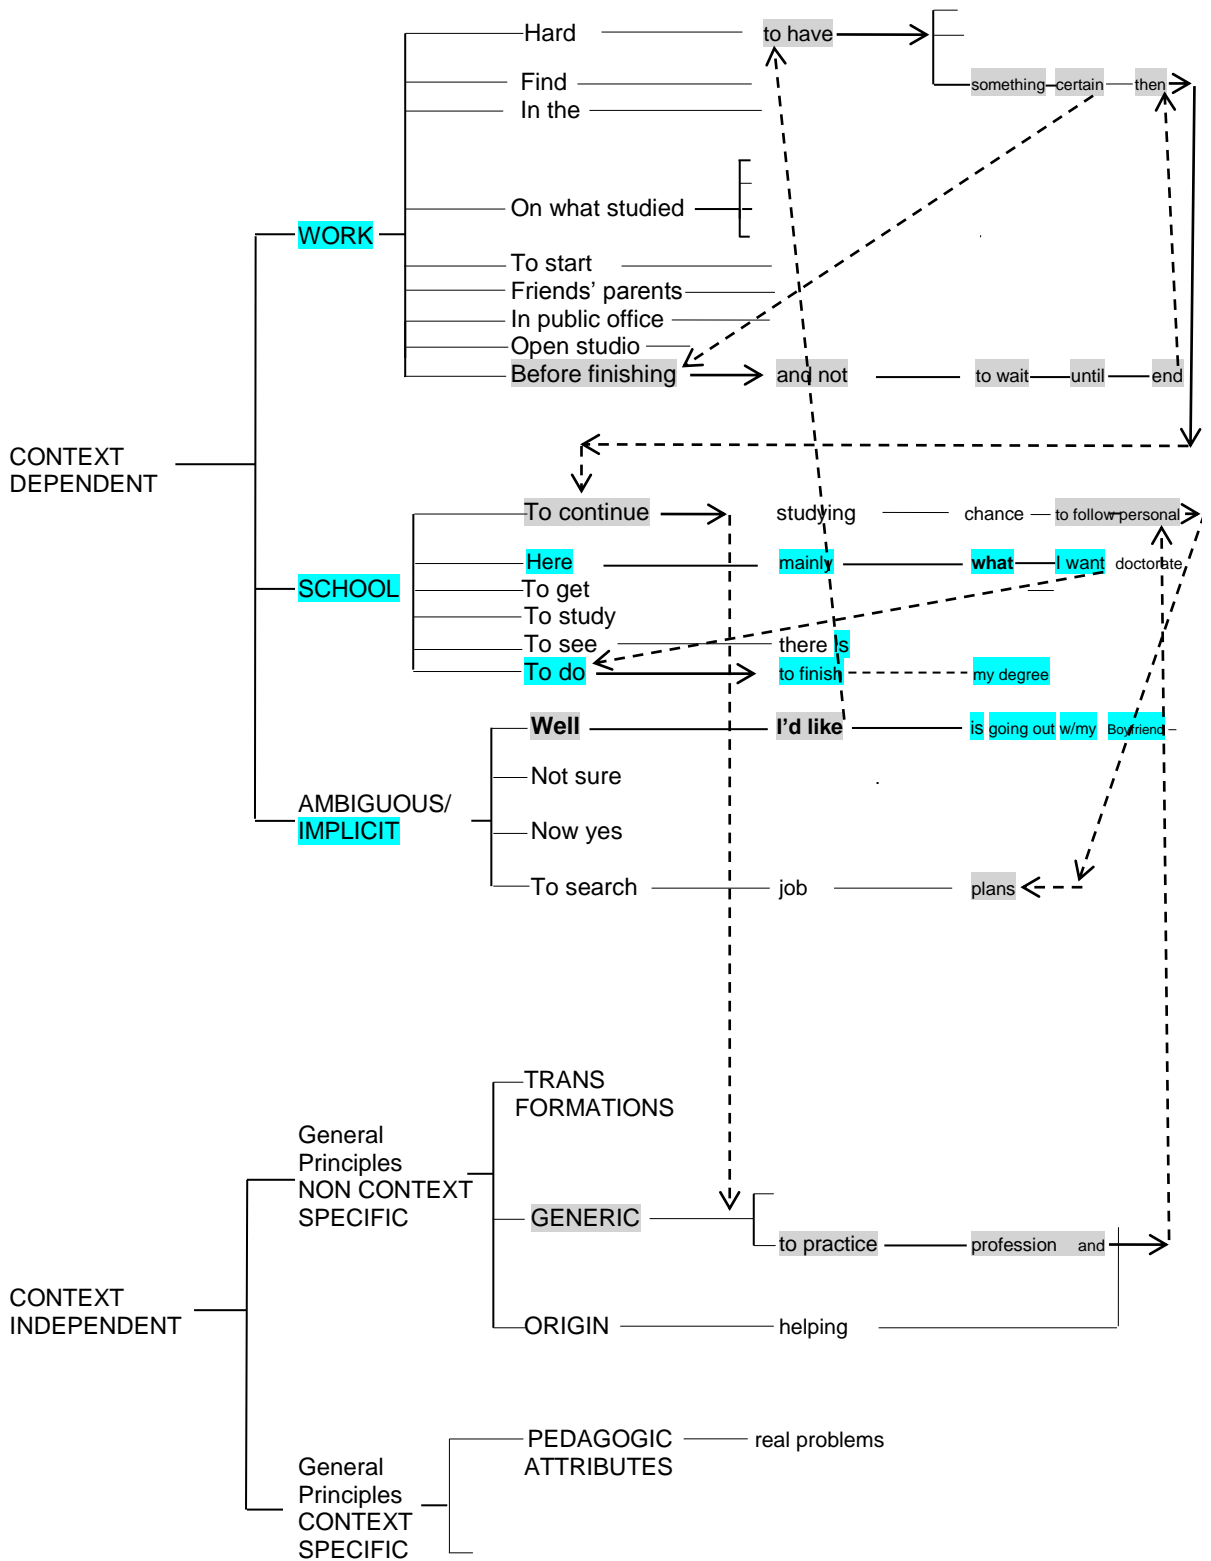 Hard to have
Find something certain then
In the
On what studied
WORK
To start
Friends' parents
In public office
Open studio
Before finishing and not to wait until end
CONTEXT
DEPENDENT
To continue studying chance to follow personal
Here mainly what I want doctorate
SCHOOL To get
To study
To see there is
To do to finish my degree
Well I'd like is going out w/my Boyfriend
Not sure
AMBIGUOUS/
IMPLICIT Now yes
To search job plans
TRANS
FORMATIONS
General
Principles
NON CONTEXT
SPECIFIC GENERIC
to practice profession and
CONTEXT
INDEPENDENT ORIGIN helping
PEDAGOGIC real problems
ATTRIBUTES
General
Principles
CONTEXT
SPECIFIC